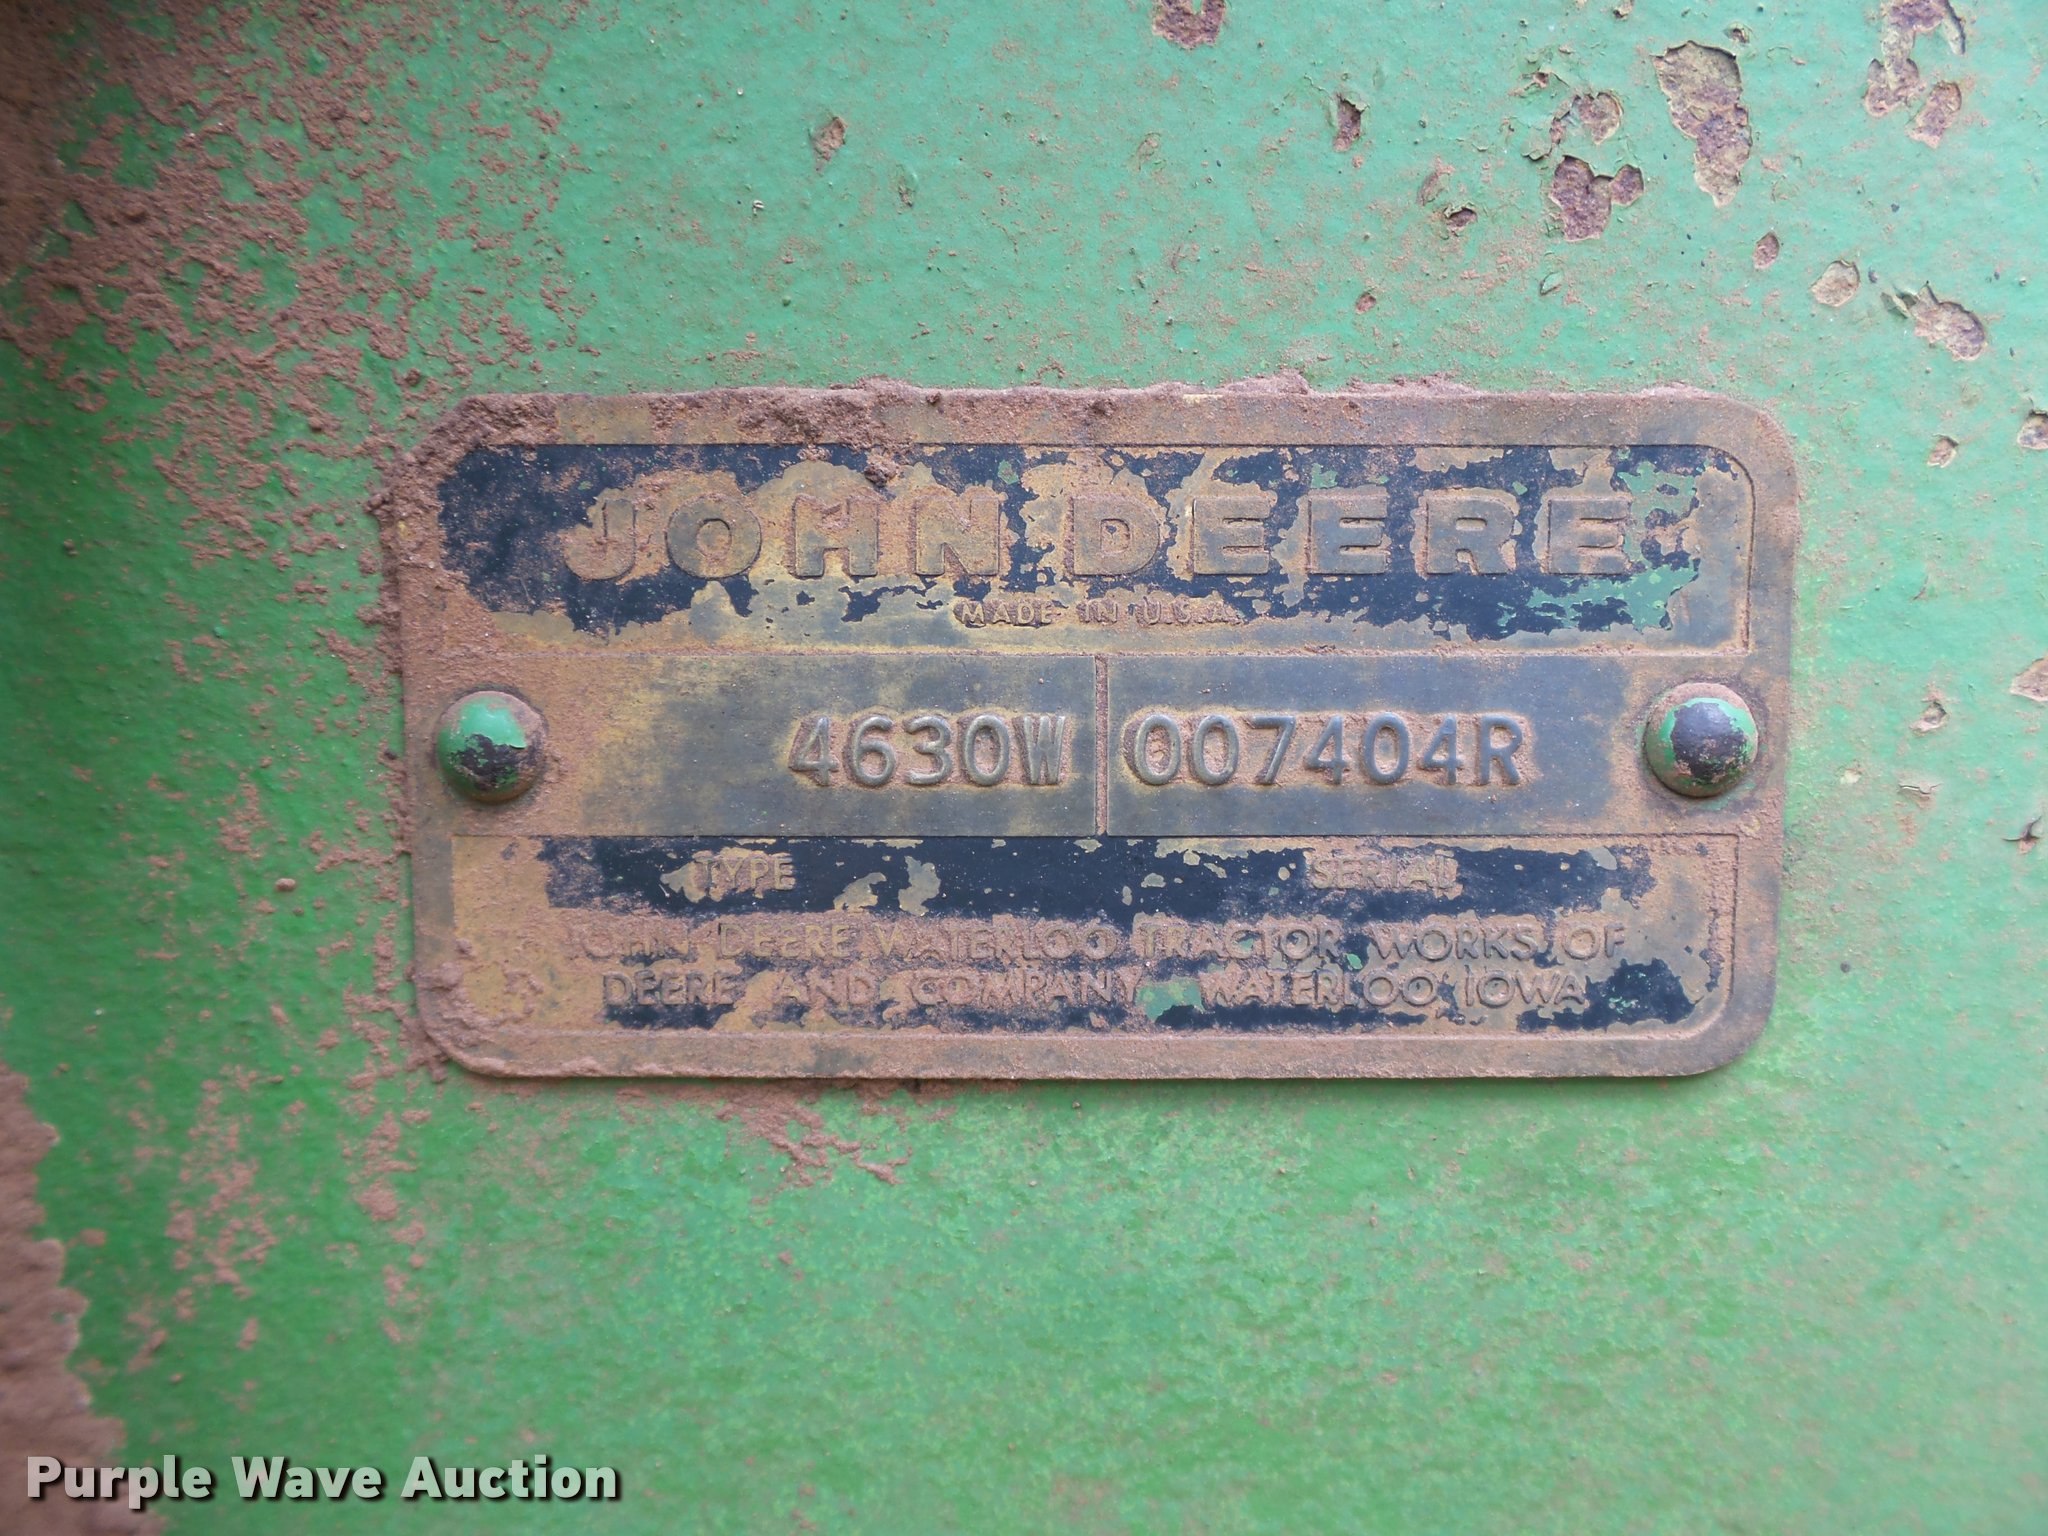 JOHN DEERE
MADE IN U.S.A.
4630W 007404R
TYPE SERIAL
JOHN DEERE WATERLOO TRACTOR WORKS OF
DEERE AND COMPANY WATERLOO, IOWA
Purple Wave Auction